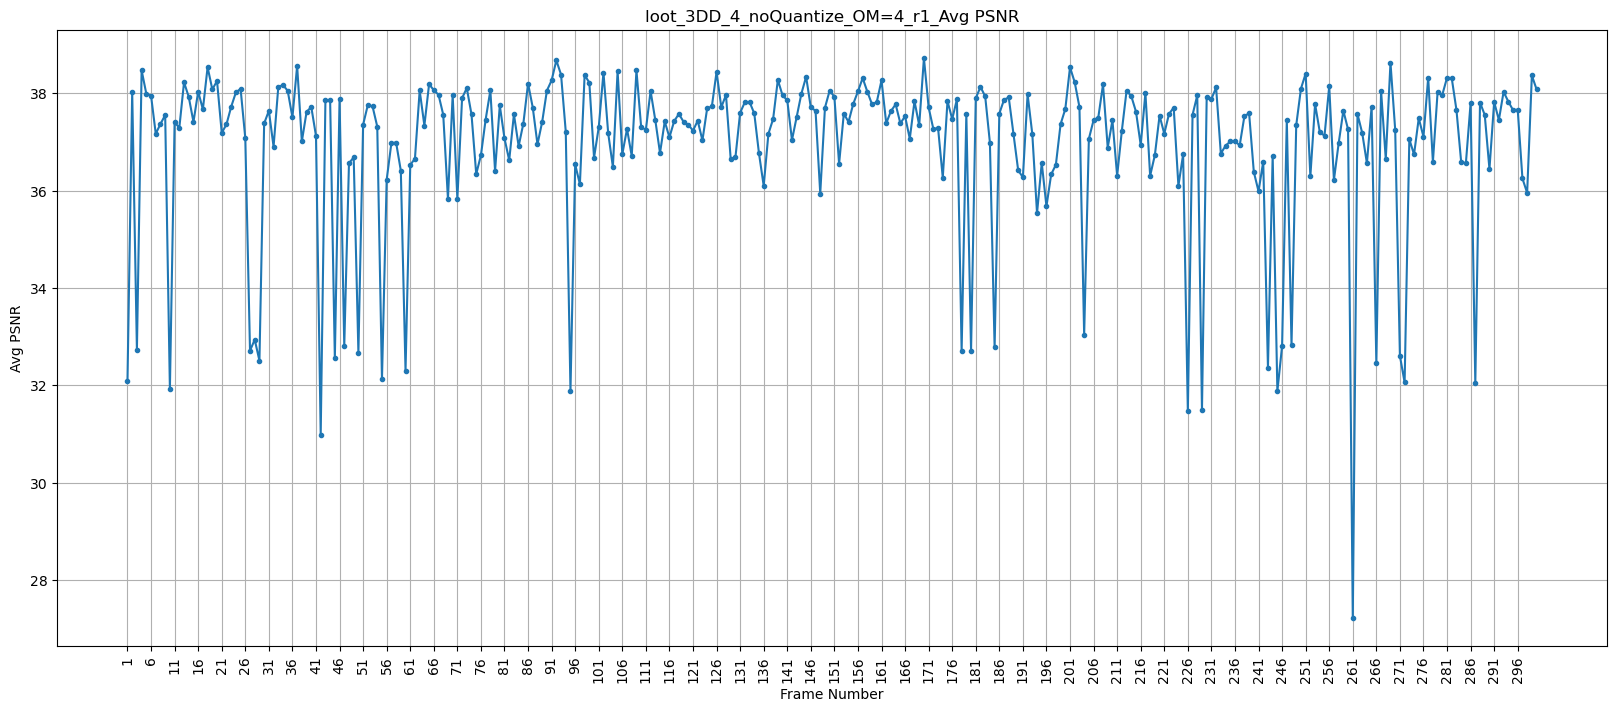 loot_3DD_4_noQuantize_OM=4_r1_Avg PSNR
Avg PSNR
38
36
34
32
30
28
1 6 11 16 21 26 31 36 41 46 51 56 61 66 71 76 81 86 91 96 101 106 111 116 121 126 131 136 141 146 151 156 161 166 171 176 181 186 191 196 201 206 211 216 221 226 231 236 241 246 251 256 261 266 271 276 281 286 291 296
Frame Number